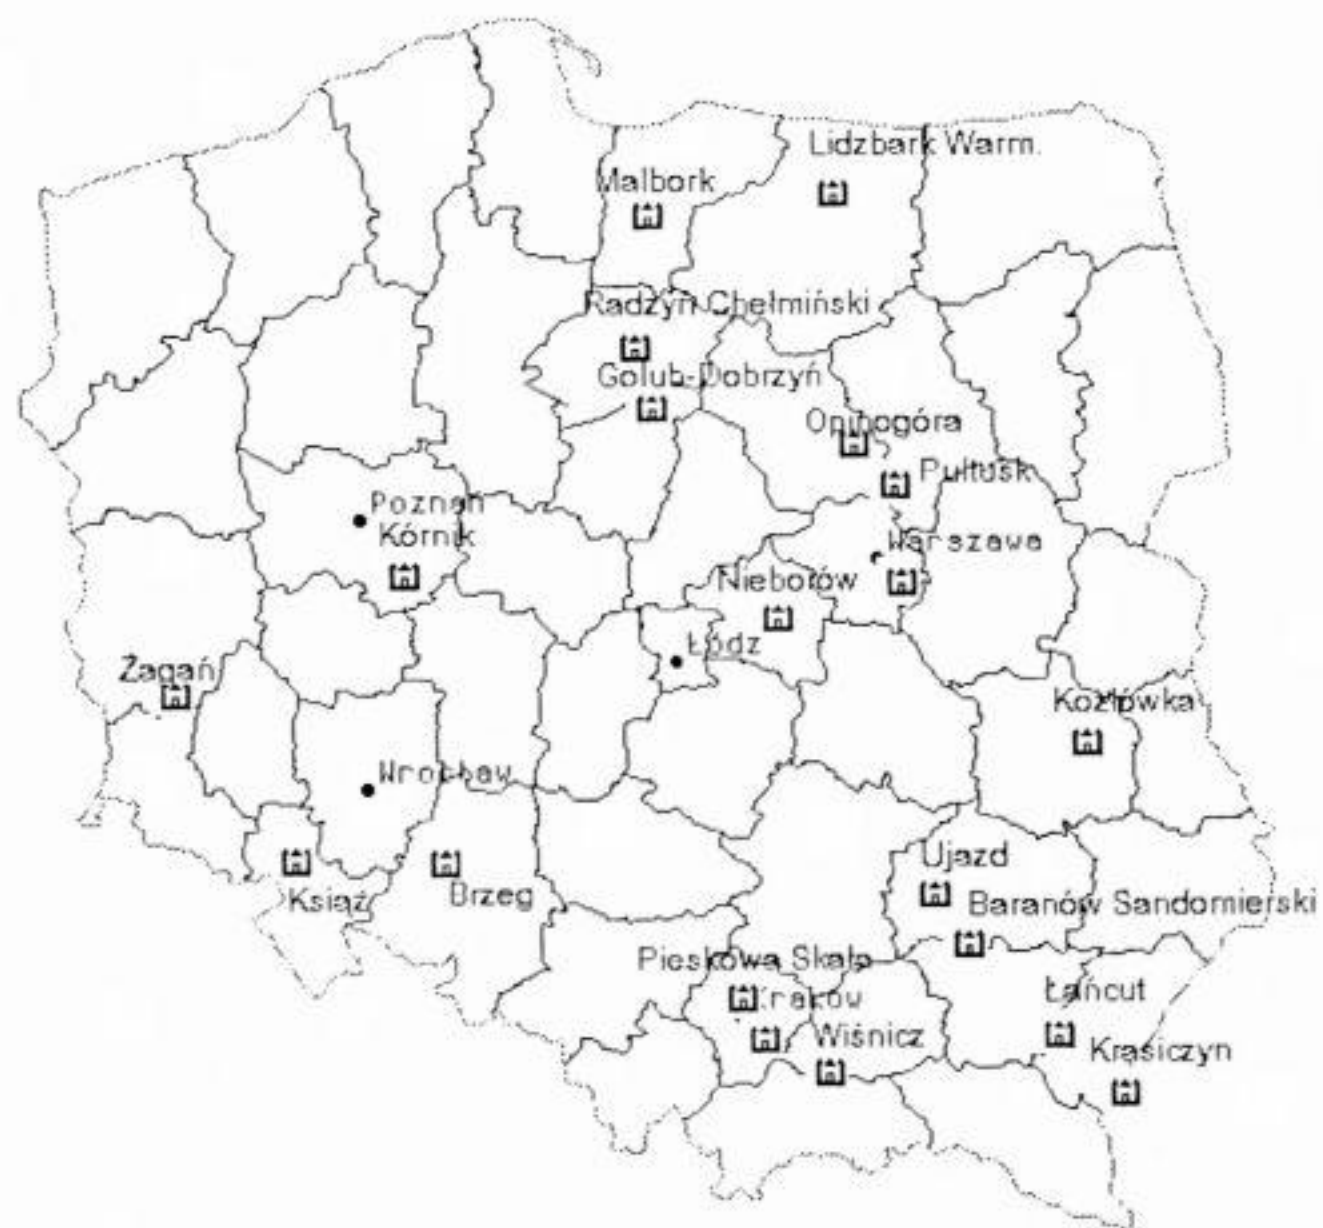 Lidzbark Warm.
Malbork
Radzyń Chełmiński
Golub-Dobrzyń
Opinogóra
Pułtusk
Poznań
Kórnik
Warszawa
Nieborów
Łódz
Żagań
Kozłówka
Wrocław
Ujazd
Książ
Brzeg
Baranów Sandomierski
Pieskowa Skała
Kraków
Łańcut
Wiśnicz
Krasiczyn